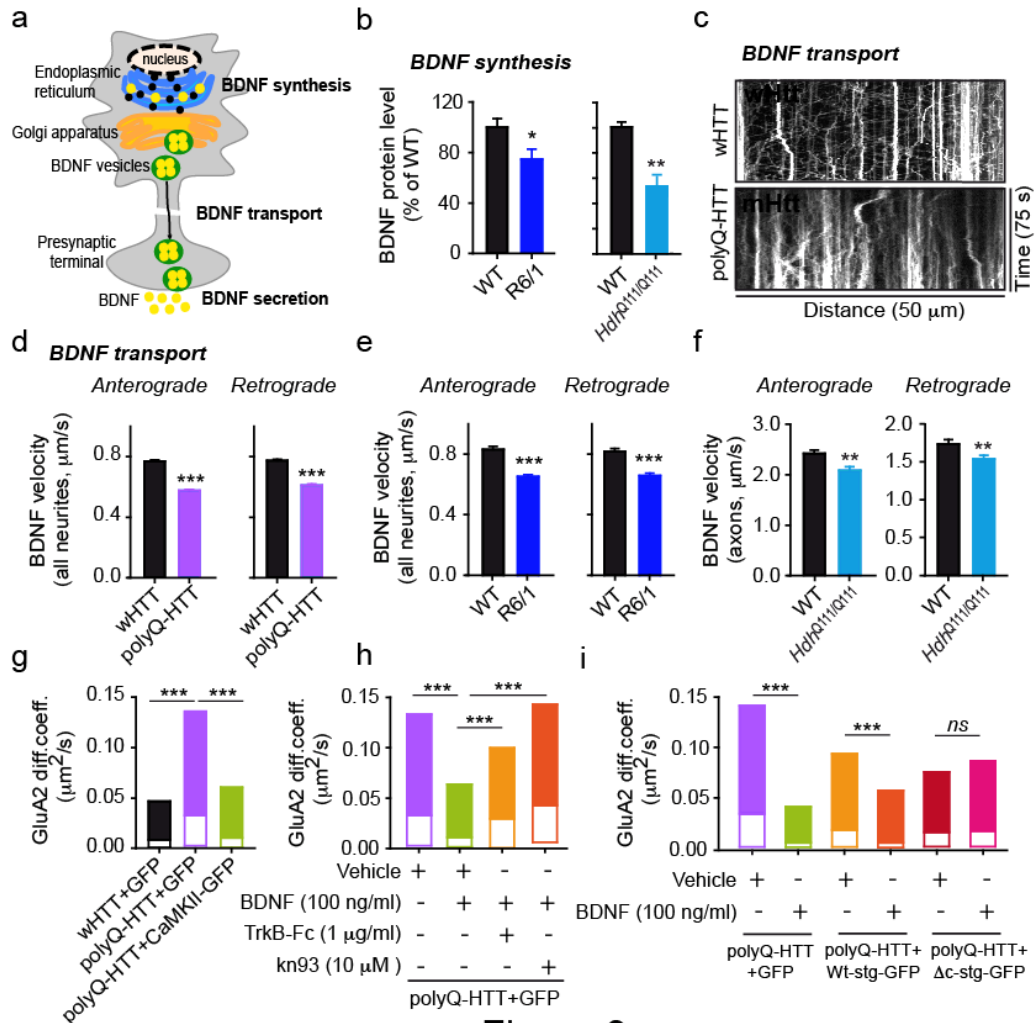 a
nucleus
Endoplasmic
reticulum
BDNF synthesis
Golgi apparatus
BDNF vesicles
BDNF transport
Presynaptic
terminal
BDNF
BDNF secretion
b
BDNF synthesis
BDNF protein level
(% of WT)
120
80
40
0
*
**
WT
R6/1
WT
HdhQ111/Q111
c
BDNF transport
wHTT
wHtt
polyQ-HTT
mHtt
Time (75 s)
Distance (50 μm)
d
BDNF transport
Anterograde
Retrograde
BDNF velocity
(all neurites, μm/s)
0.8
0.4
0.0
***
***
wHTT
polyQ-HTT
wHTT
polyQ-HTT
e
Anterograde
Retrograde
BDNF velocity
(all neurites, μm/s)
0.8
0.4
0.0
***
***
WT
R6/1
WT
R6/1
f
Anterograde
Retrograde
BDNF velocity
(axons, μm/s)
3.0
2.0
1.0
0.0
**
2.0
1.5
1.0
0.5
0.0
**
WT
HdhQ111/Q111
WT
HdhQ111/Q111
g
GluA2 diff.coeff.
(μm²/s)
0.15
0.10
0.05
0.00
*** ***
wHTT+GFP
polyQ-HTT+GFP
polyQ-HTT+CaMKII-GFP
h
GluA2 diff.coeff.
(μm²/s)
0.15
0.10
0.05
0.00
*** ***
***
Vehicle + + - -
BDNF (100 ng/ml) - + + +
TrkB-Fc (1 μg/ml) - - + -
kn93 (10 μM ) - - - +
polyQ-HTT+GFP
i
GluA2 diff.coeff.
(μm²/s)
0.15
0.10
0.05
0.00
***
*** ns
Vehicle + - + - + -
BDNF (100 ng/ml) - + - + - +
polyQ-HTT
+GFP
polyQ-HTT+
Wt-stg-GFP
polyQ-HTT+
Δc-stg-GFP